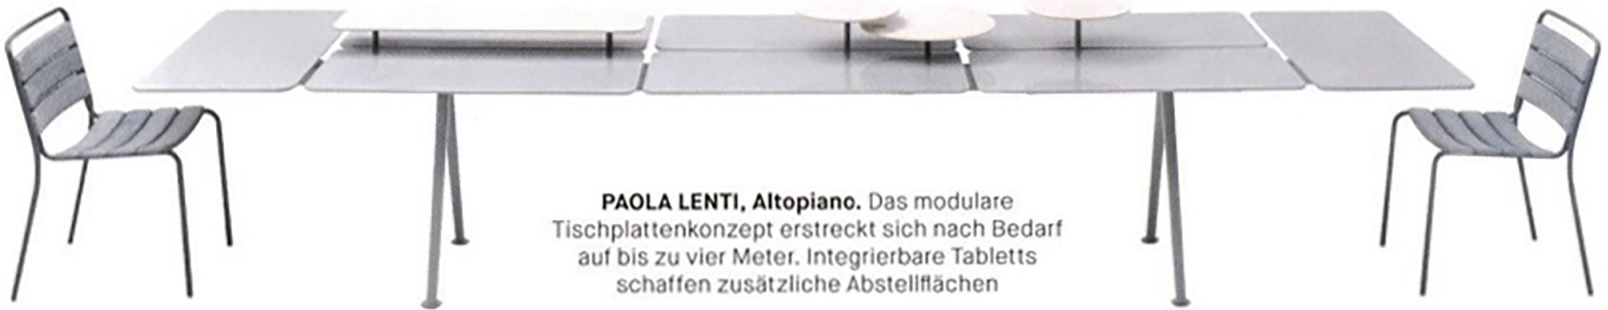 PAOLA LENTI, Altopiano. Das modulare
Tischplattenkonzept erstreckt sich nach Bedarf
auf bis zu vier Meter. Integrierbare Tabletts
schaffen zusätzliche Abstellflächen